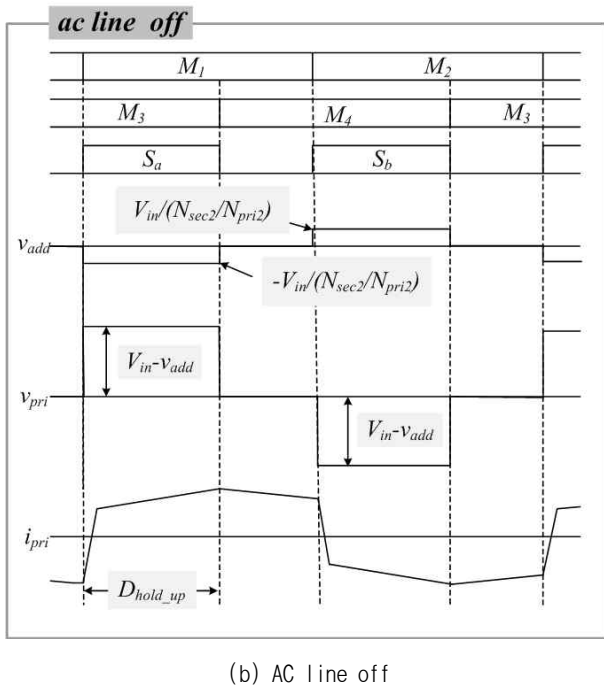 ac line off
M1 M2
M3 M4 M3
Sa Sb
Vin/(Nsec2/Npri2)
vadd
-Vin/(Nsec2/Npri2)
Vin-vadd
vpri
Vin-vadd
ipri
Dhold_up
(b) AC line off